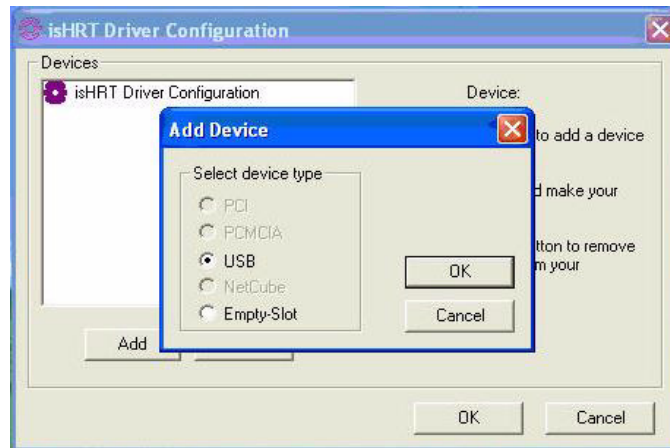 isHRT Driver Configuration
Devices
isHRT Driver Configuration
Device:
to add a device
d make your
tton to remove
m your
Add Device
Select device type
PCI
PCMCIA
USB
NetCube
Empty-Slot
OK
Cancel
Add
OK
Cancel